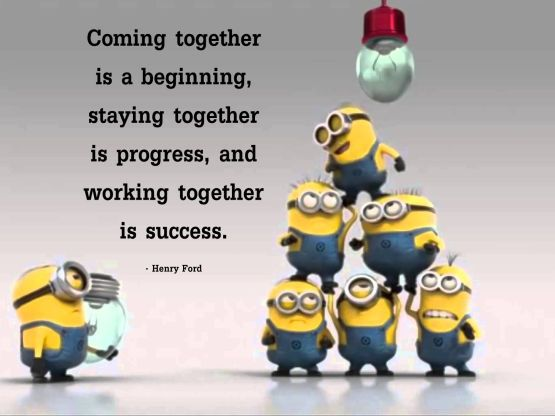 Coming together
is a beginning,
staying together
is progress, and
working together
is success.
- Henry Ford